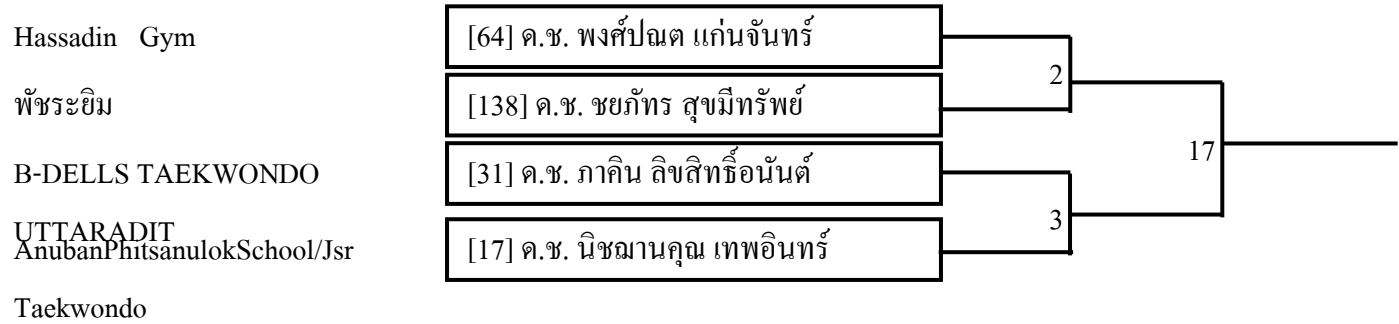 Hassadin Gym
[64] ด.ช. พงศ์ปณต แก่นจันทร์
2
พัชระยิม
[138] ด.ช. ชยภัทร สุขมีทรัพย์
17
B-DELLS TAEKWONDO
UTTARADIT
[31] ด.ช. ภาคิน ลิขสิทธิ์อนันต์
3
AnubanPhitsanulokSchool/Jsr
Taekwondo
[17] ด.ช. นิชฌานคุณ เทพอินทร์